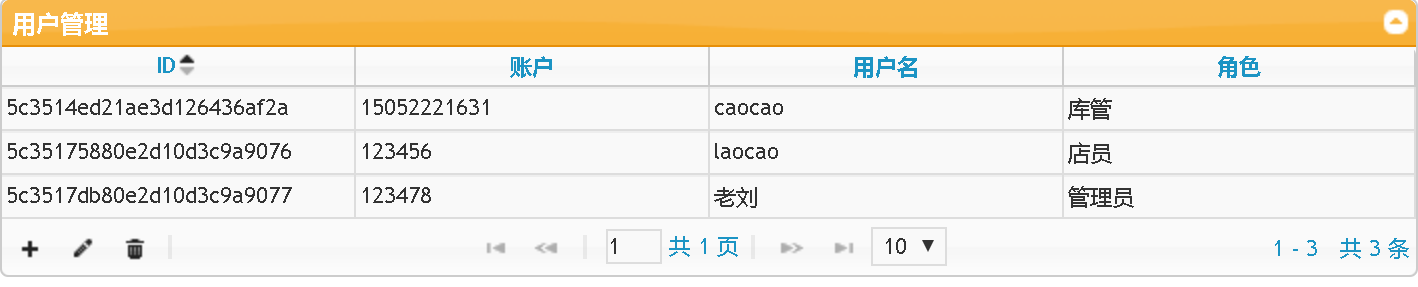 用户管理
ID 账户 用户名 角色
5c3514ed21ae3d126436af2a 15052221631 caocao 库管
5c35175880e2d10d3c9a9076 123456 laocao 店员
5c3517db80e2d10d3c9a9077 123478 老刘 管理员
1 共 1 页 10 1 - 3 共 3 条